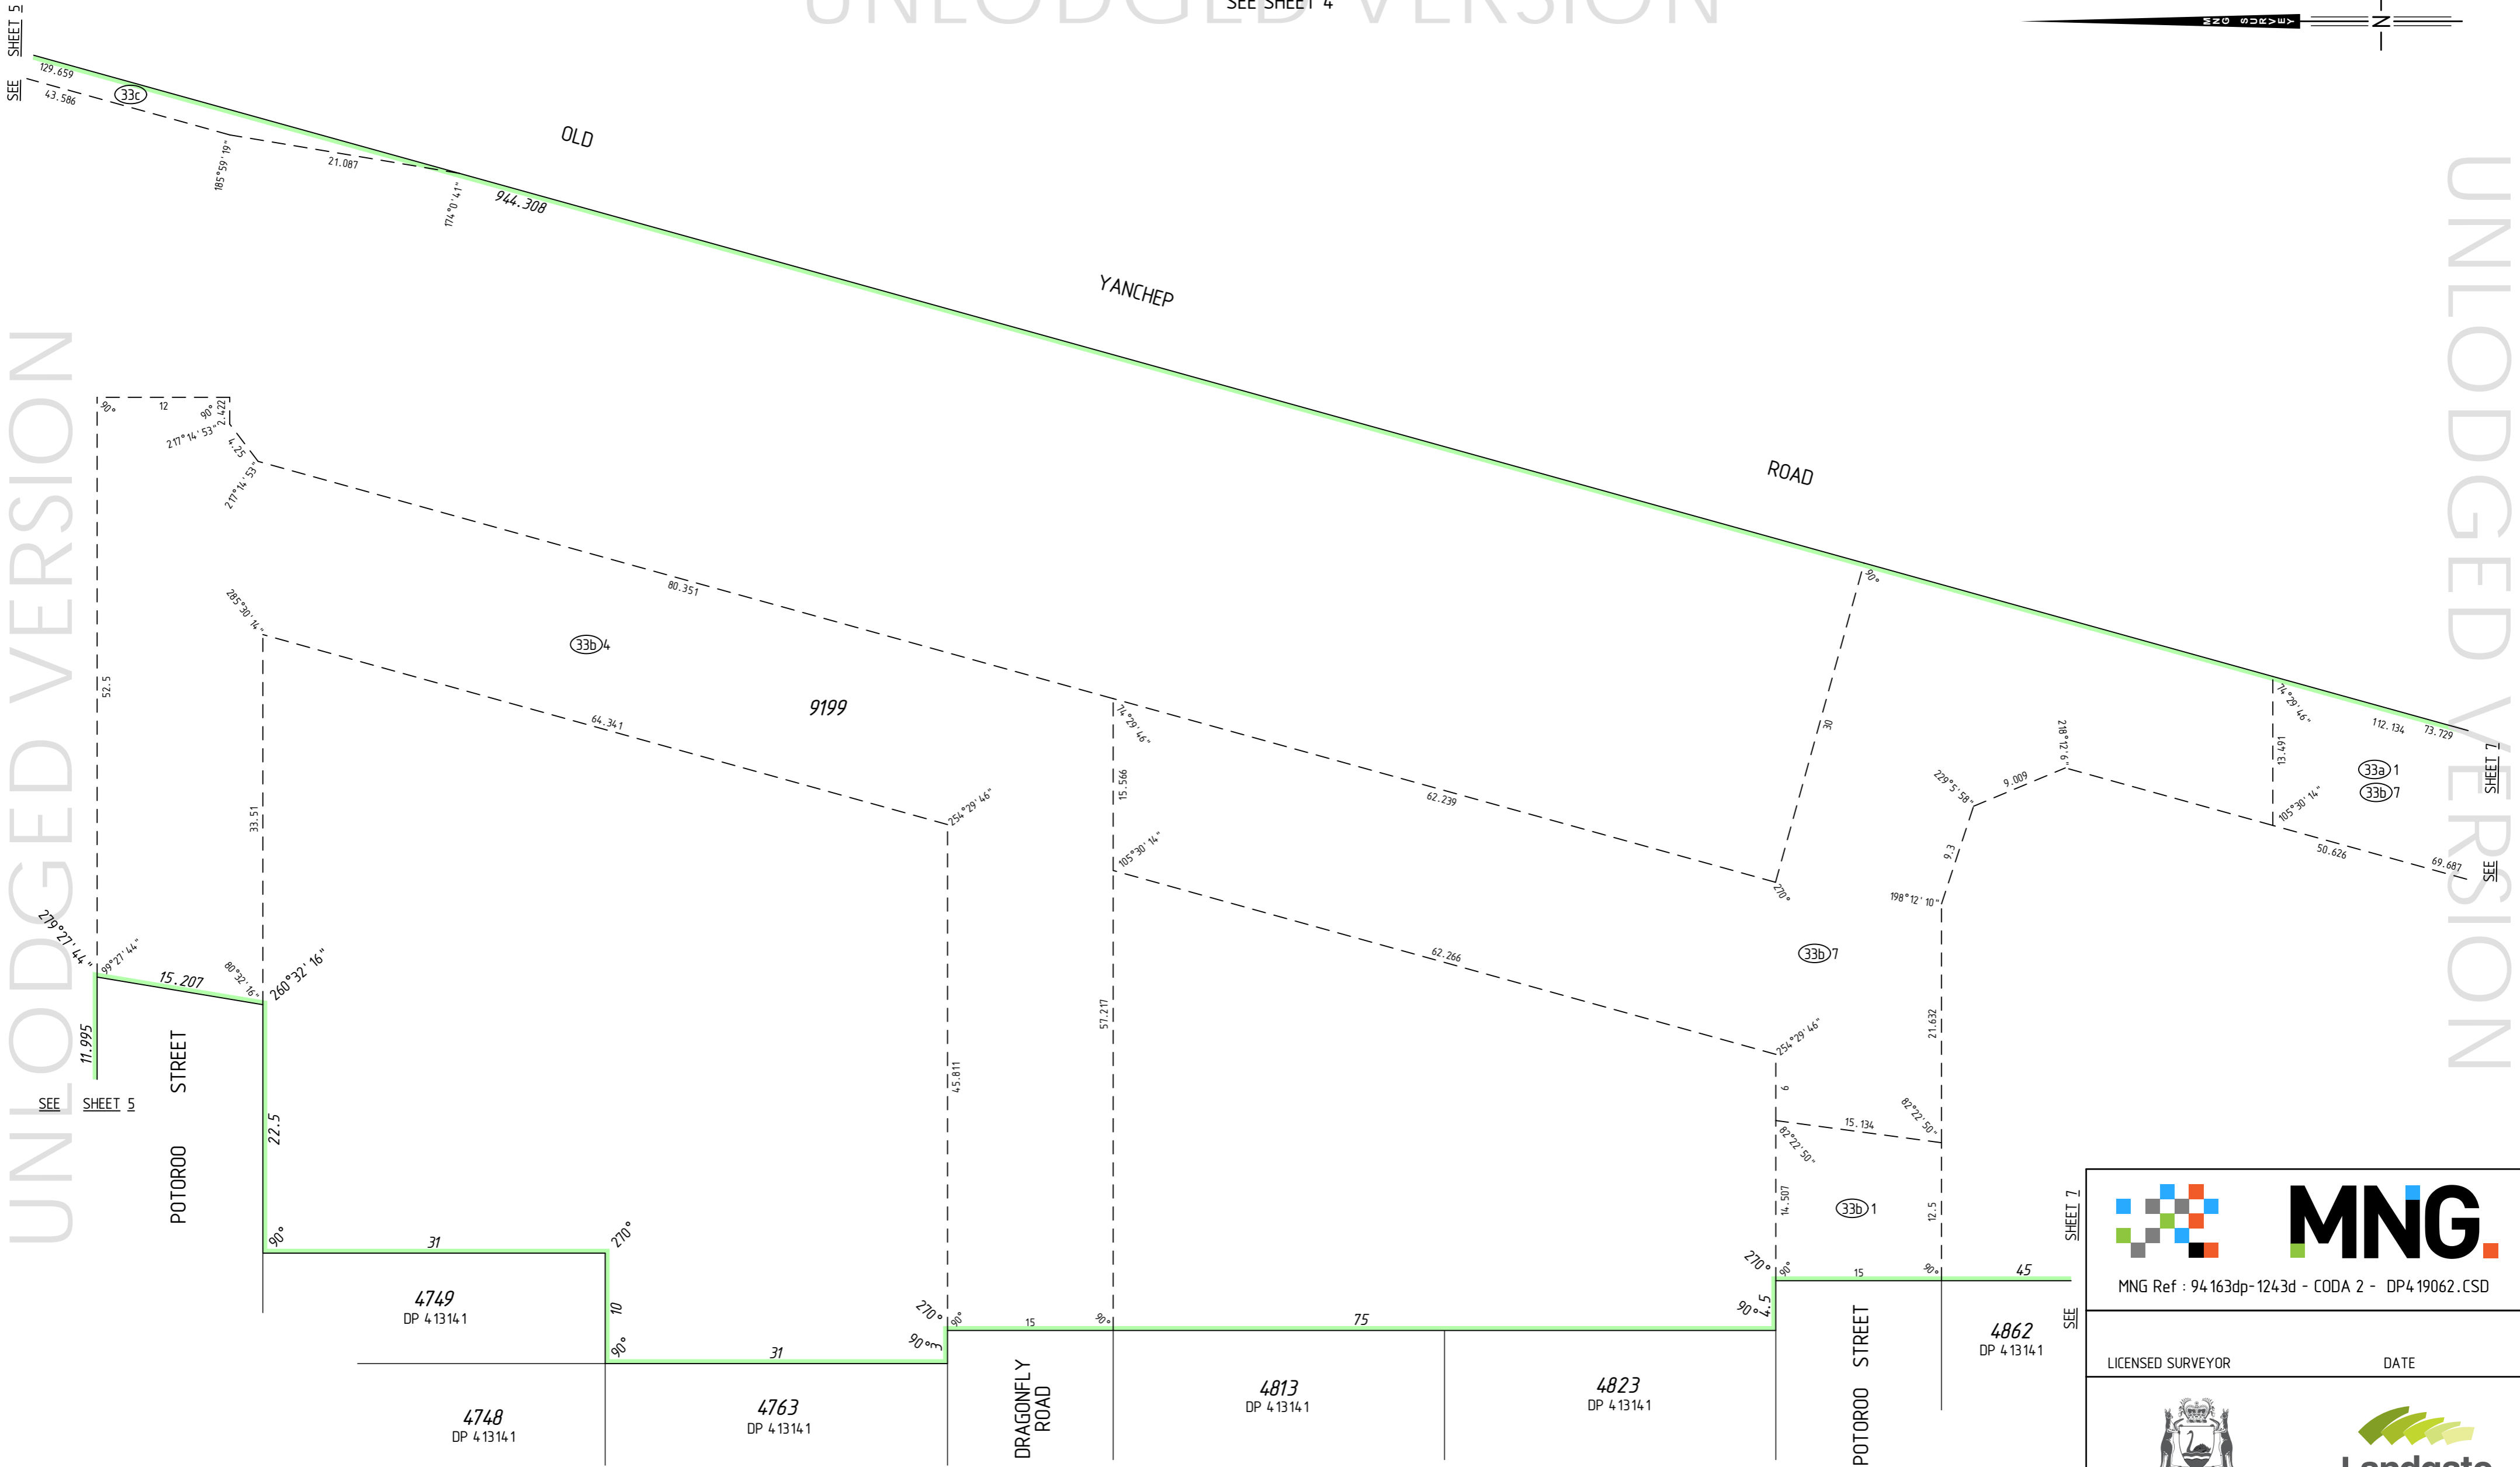 UNLODGED VERSION
SEE SHEET 4
MNG SURVEY
N
SEE SHEET 5
129.659
43.586
33c
185°59'19"
21.087
174°0'41"
944.308
OLD
YANCHEP
ROAD
UNLODGED VERSION
UNLODGED VERSION
90°
12
90°
2.422
217°14'53"
4.25
217°14'53"
80.351
285°30'14"
33b 4
9199
52.5
64.341
33.51
254°29'46"
74°29'46"
15.566
105°30'14"
62.239
90°
30
270°
74°29'46"
112.134
73.729
13.491
33a 1
33b 7
105°30'14"
50.626
69.687
SEE SHEET 7
218°12'6"
9.009
229°5'58"
9.3
198°12'10"
33b 7
62.266
57.217
45.811
254°29'46"
21.632
6
15.134
82°22'50"
82°22'50"
14.507
33b 1
12.5
279°27'44"
99°27'44"
15.207
80°32'16"
260°32'16"
11.995
SEE SHEET 5
POTOROO STREET
22.5
90°
31
270°
4749
DP 413141
10
90°
31
90°
3
270°
90°
15
90°
75
90°
4.5
270°
90°
15
90°
45
SEE SHEET 7
4748
DP 413141
4763
DP 413141
DRAGONFLY
ROAD
4813
DP 413141
4823
DP 413141
POTOROO STREET
4862
DP 413141
MNG.
MNG Ref : 94163dp-1243d - CODA 2 - DP419062.CSD
LICENSED SURVEYOR DATE
Landgate